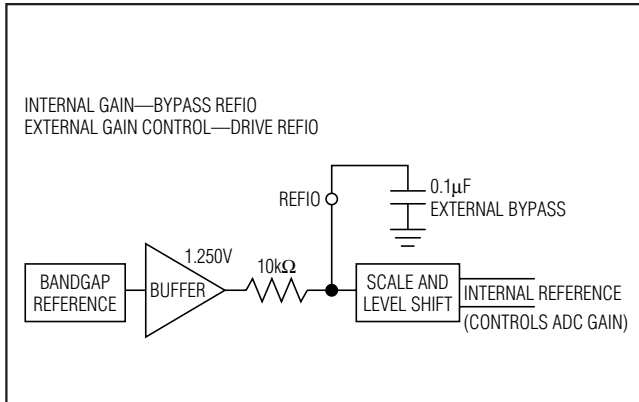 INTERNAL GAIN—BYPASS REFIO
EXTERNAL GAIN CONTROL—DRIVE REFIO
REFIO
0.1µF
EXTERNAL BYPASS
1.250V
10kΩ
BANDGAP
REFERENCE
BUFFER
SCALE AND
LEVEL SHIFT
INTERNAL REFERENCE
(CONTROLS ADC GAIN)